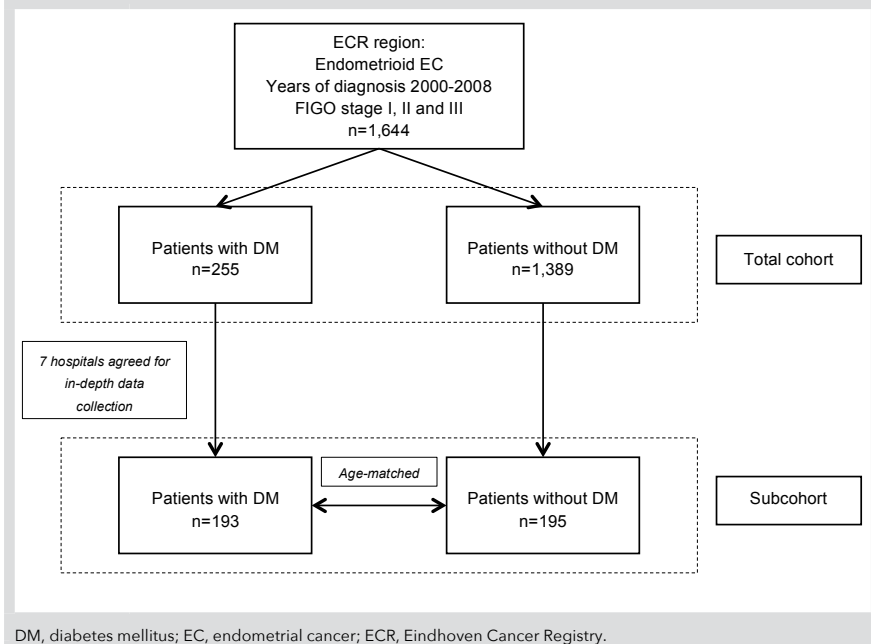 ECR region:
Endometrioid EC
Years of diagnosis 2000-2008
FIGO stage I, II and III
n=1,644
Patients with DM
n=255
Patients without DM
n=1,389
Total cohort
7 hospitals agreed for
in-depth data
collection
Patients with DM
n=193
Age-matched
Patients without DM
n=195
Subcohort
DM, diabetes mellitus; EC, endometrial cancer; ECR, Eindhoven Cancer Registry.